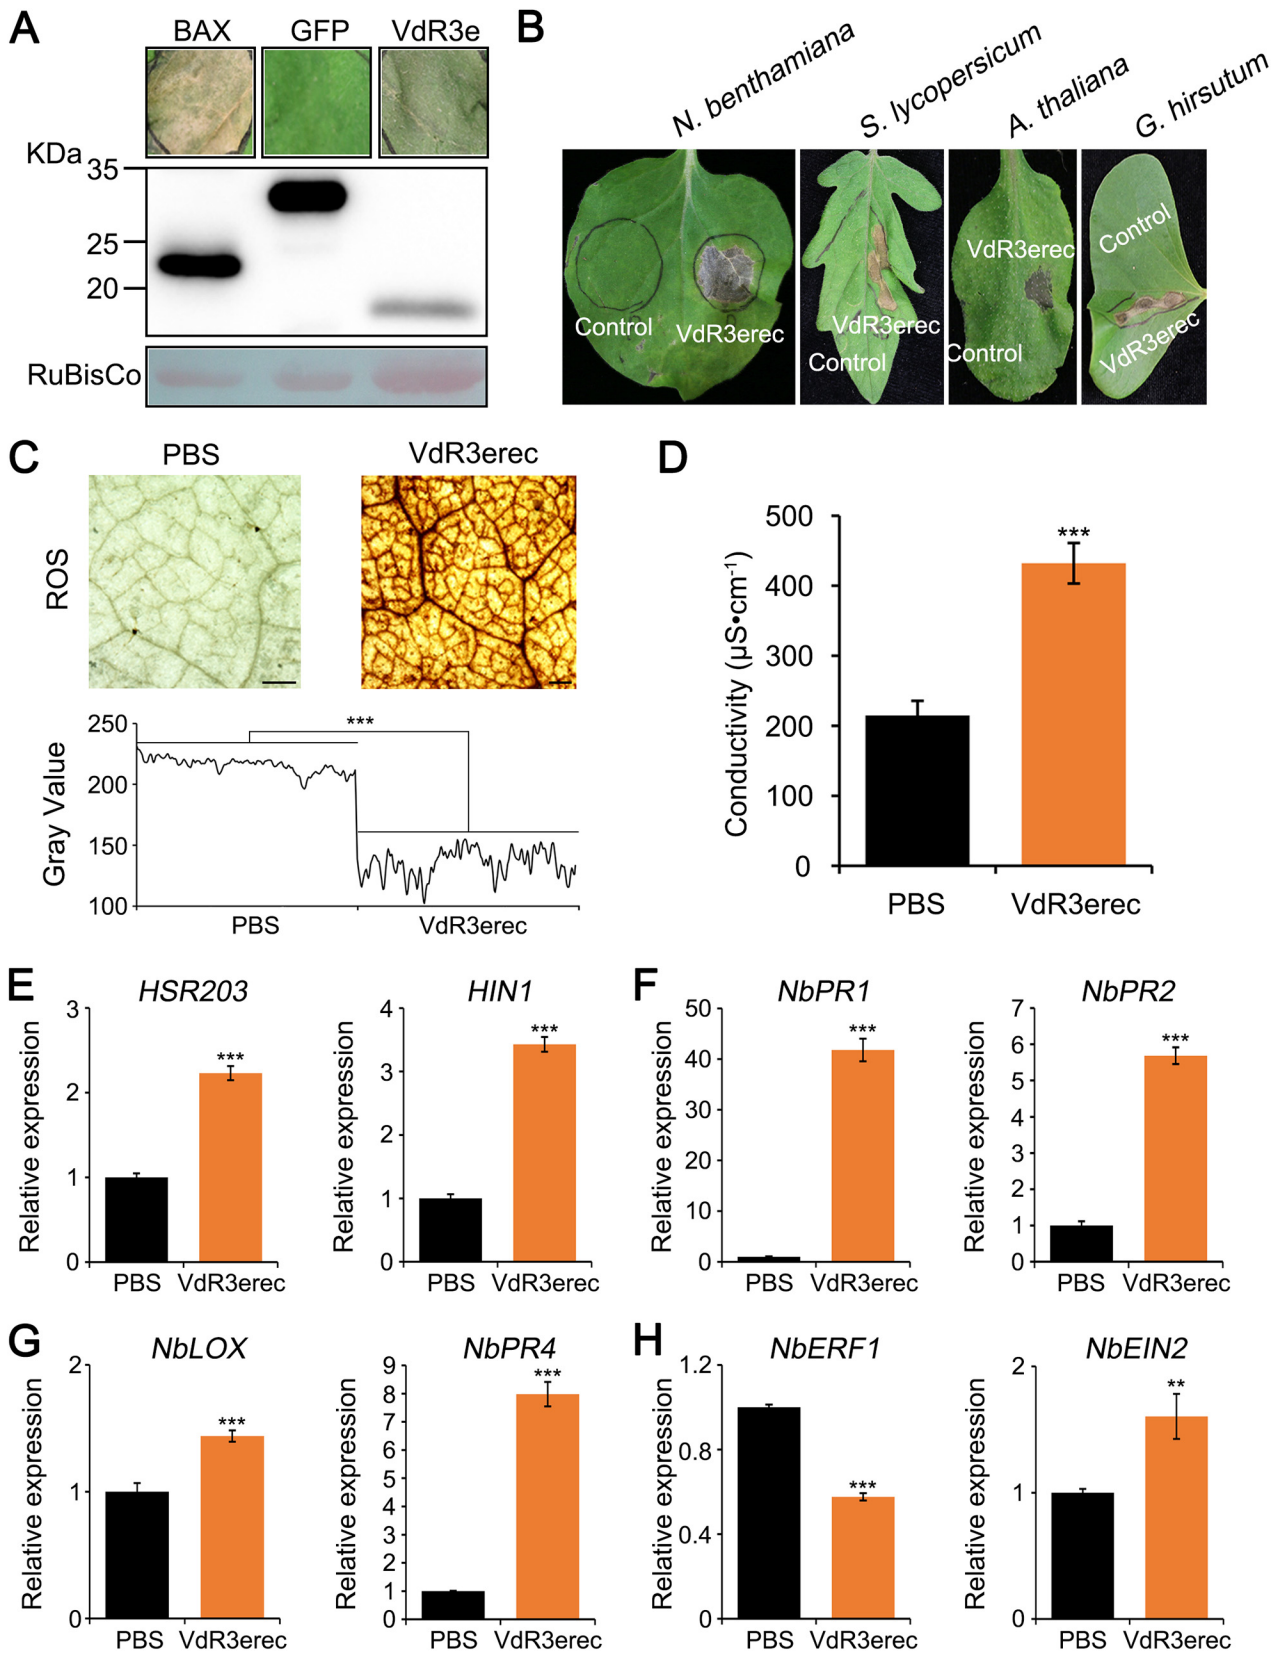 A
BAX
GFP
VdR3e
KDa
35
25
20
RuBisCo
B
N. benthamiana
S. lycopersicum
A. thaliana
G. hirsutum
Control
VdR3erec
VdR3erec
Control
VdR3erec
Control
Control
VdR3erec
C
PBS
VdR3erec
ROS
Gray Value
250
200
150
100
***
PBS
VdR3erec
D
Conductivity (µS•cm-1)
500
400
300
200
100
0
***
PBS
VdR3erec
E
HSR203
Relative expression
3
2
1
0
***
PBS
VdR3erec
HIN1
Relative expression
4
3
2
1
0
***
PBS
VdR3erec
F
NbPR1
Relative expression
50
40
30
20
10
0
***
PBS
VdR3erec
NbPR2
Relative expression
7
6
5
4
3
2
1
0
***
PBS
VdR3erec
G
NbLOX
Relative expression
2
1
0
***
PBS
VdR3erec
NbPR4
Relative expression
9
8
7
6
5
4
3
2
1
0
***
PBS
VdR3erec
H
NbERF1
Relative expression
1.2
0.8
0.4
0
***
PBS
VdR3erec
NbEIN2
Relative expression
2
1
0
**
PBS
VdR3erec